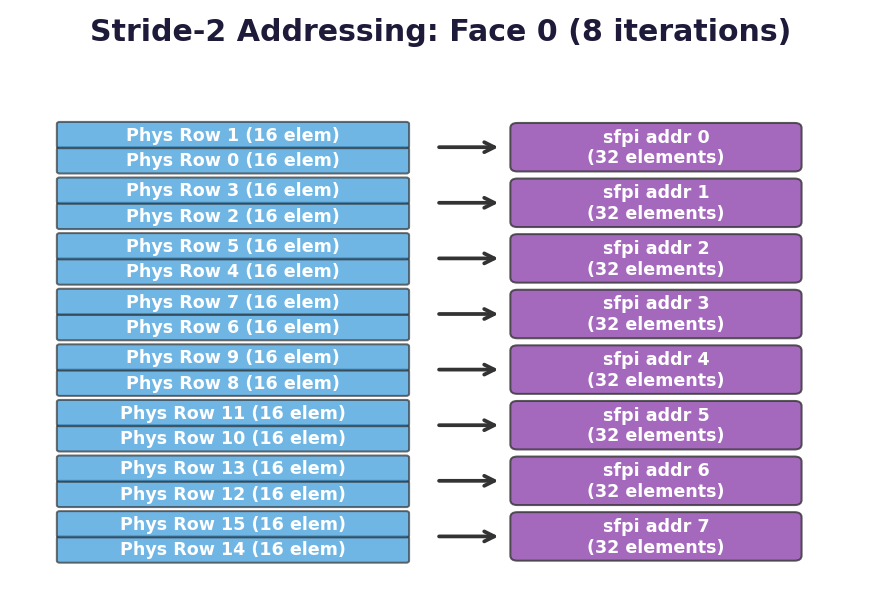 Stride-2 Addressing: Face 0 (8 iterations)
Phys Row 1 (16 elem)
Phys Row 0 (16 elem)
sfpi addr 0
(32 elements)
Phys Row 3 (16 elem)
Phys Row 2 (16 elem)
sfpi addr 1
(32 elements)
Phys Row 5 (16 elem)
Phys Row 4 (16 elem)
sfpi addr 2
(32 elements)
Phys Row 7 (16 elem)
Phys Row 6 (16 elem)
sfpi addr 3
(32 elements)
Phys Row 9 (16 elem)
Phys Row 8 (16 elem)
sfpi addr 4
(32 elements)
Phys Row 11 (16 elem)
Phys Row 10 (16 elem)
sfpi addr 5
(32 elements)
Phys Row 13 (16 elem)
Phys Row 12 (16 elem)
sfpi addr 6
(32 elements)
Phys Row 15 (16 elem)
Phys Row 14 (16 elem)
sfpi addr 7
(32 elements)